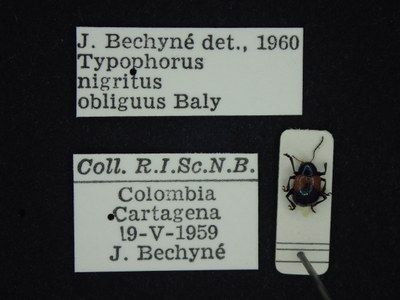 J. Bechyné det., 1960
Typophorus
nigritus
obliguus Baly
Coll. R.I.Sc.N.B.
Colombia
Cartagena
19-V-1959
J. Bechyné